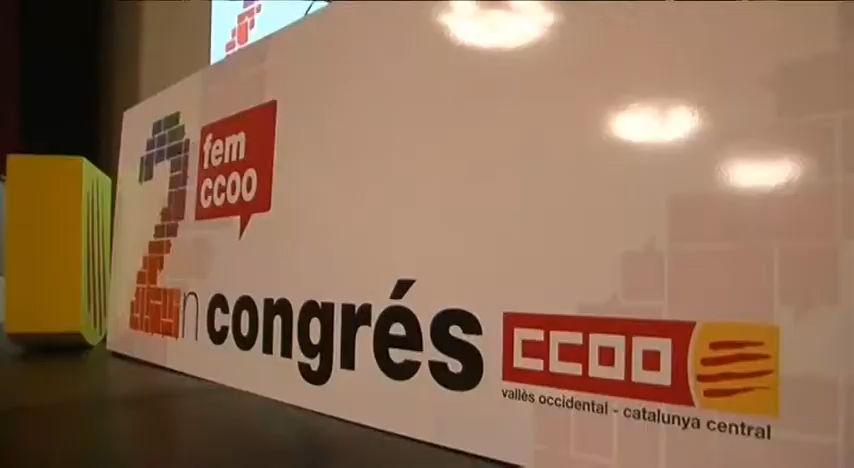 fem
ccoo
2n congrés
CCOO
vallès occidental - catalunya central